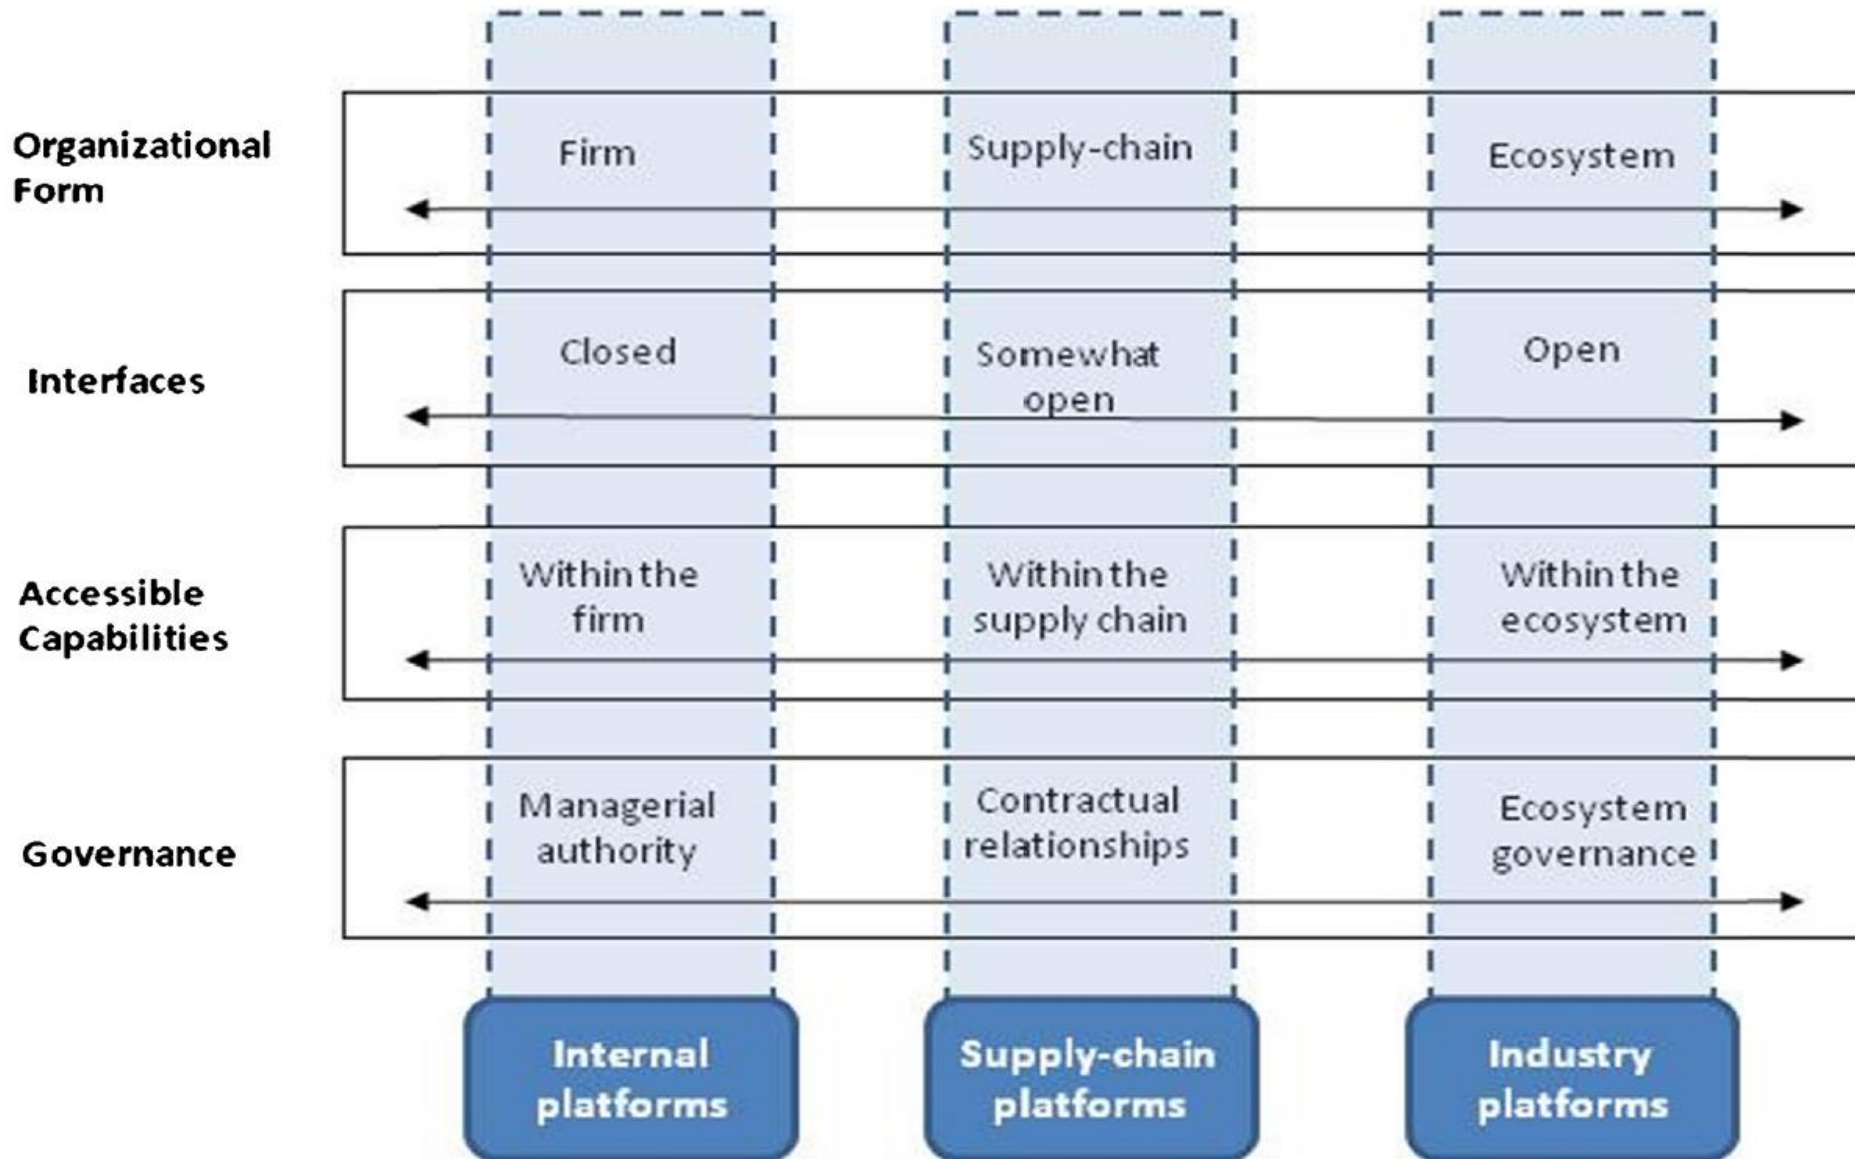 Organizational
Form
Firm
Supply-chain
Ecosystem
Interfaces
Closed
Somewhat
open
Open
Accessible
Capabilities
Within the
firm
Within the
supply chain
Within the
ecosystem
Governance
Managerial
authority
Contractual
relationships
Ecosystem
governance
Internal
platforms
Supply-chain
platforms
Industry
platforms